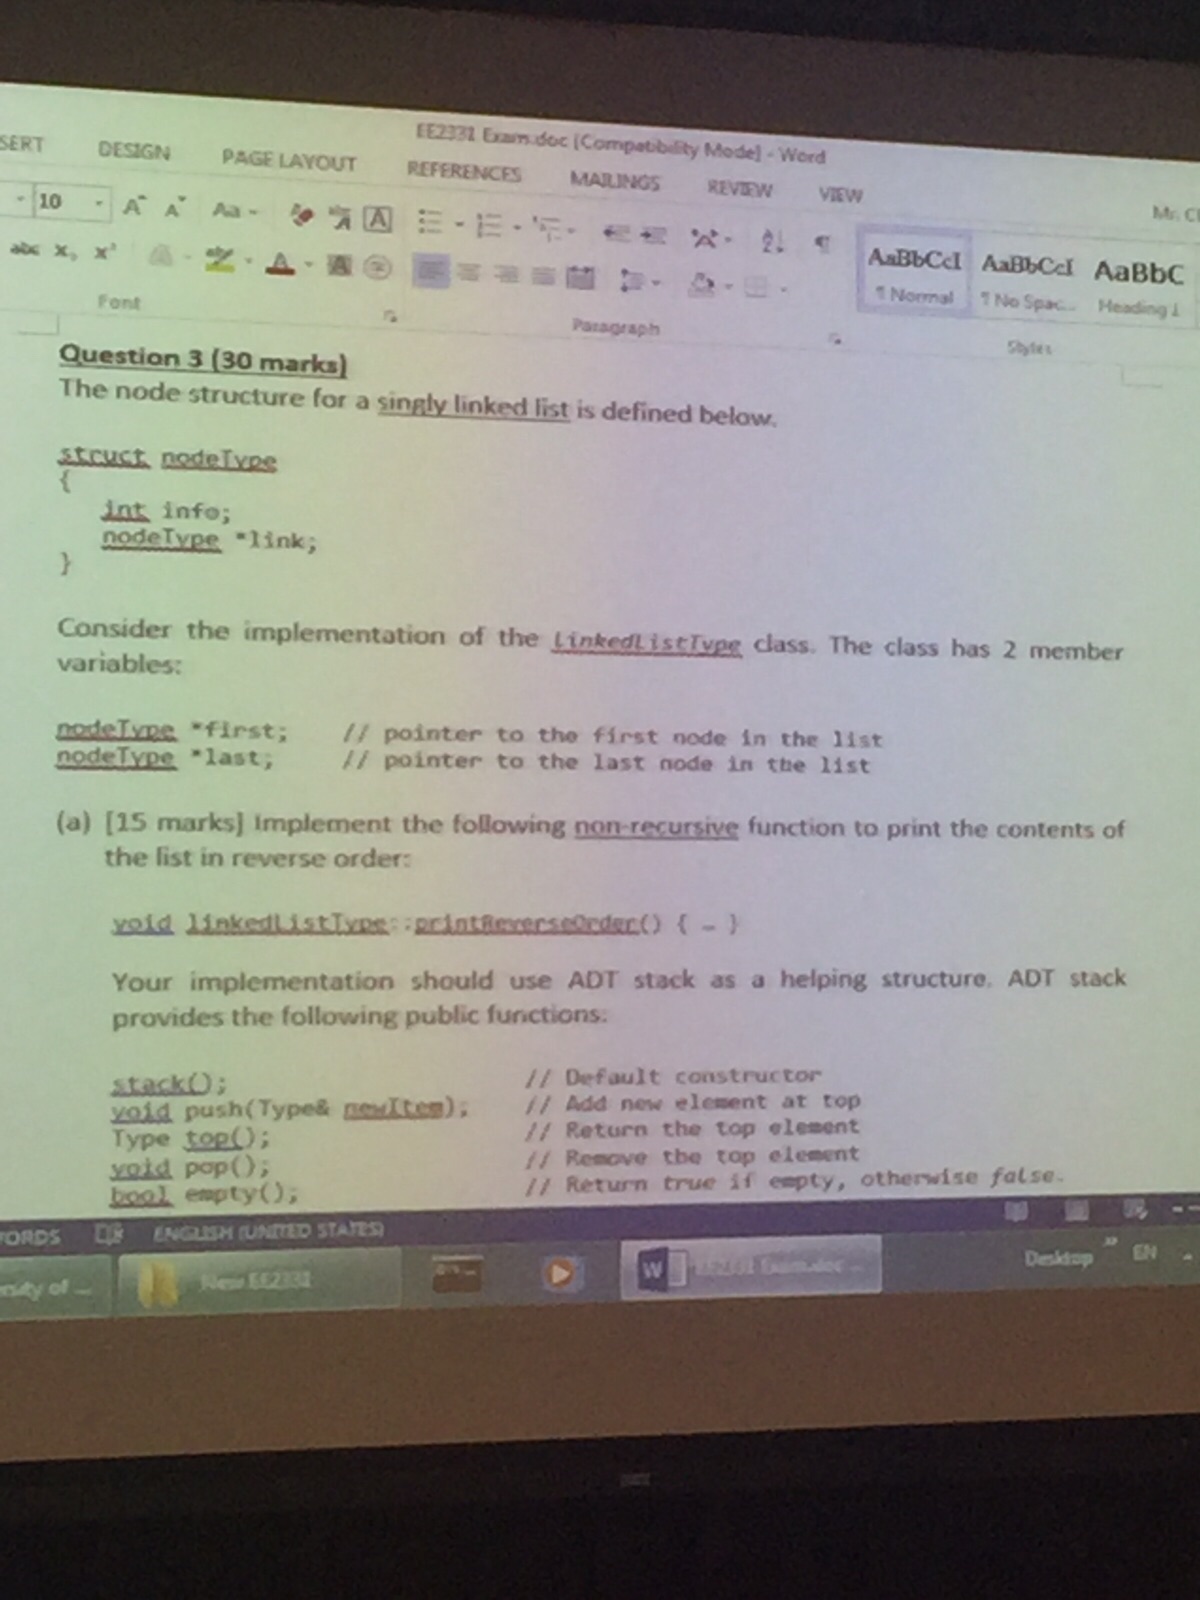 EE2331 Exam.doc [Compatibility Mode] - Word
SERT DESIGN PAGE LAYOUT REFERENCES MAILINGS REVIEW VIEW
10 Aa
AaBbCcI AaBbCcI AaBbC
¶ Normal ¶ No Spac... Heading 1
Font Paragraph Styles
Question 3 (30 marks)
The node structure for a singly linked list is defined below.
struct nodeType
{
int info;
nodeType *link;
}
Consider the implementation of the linkedListType class. The class has 2 member
variables:
nodeType *first; // pointer to the first node in the list
nodeType *last; // pointer to the last node in the list
(a) [15 marks] Implement the following non-recursive function to print the contents of
the list in reverse order:
void linkedListType::printReverseOrder() { … }
Your implementation should use ADT stack as a helping structure. ADT stack
provides the following public functions:
stack(); // Default constructor
void push(Type& newItem); // Add new element at top
Type top(); // Return the top element
void pop(); // Remove the top element
bool empty(); // Return true if empty, otherwise false.
ORDS ENGLISH (UNITED STATES)
rsity of ... New EE2331 EE2331 Exam.doc ... Desktop » EN